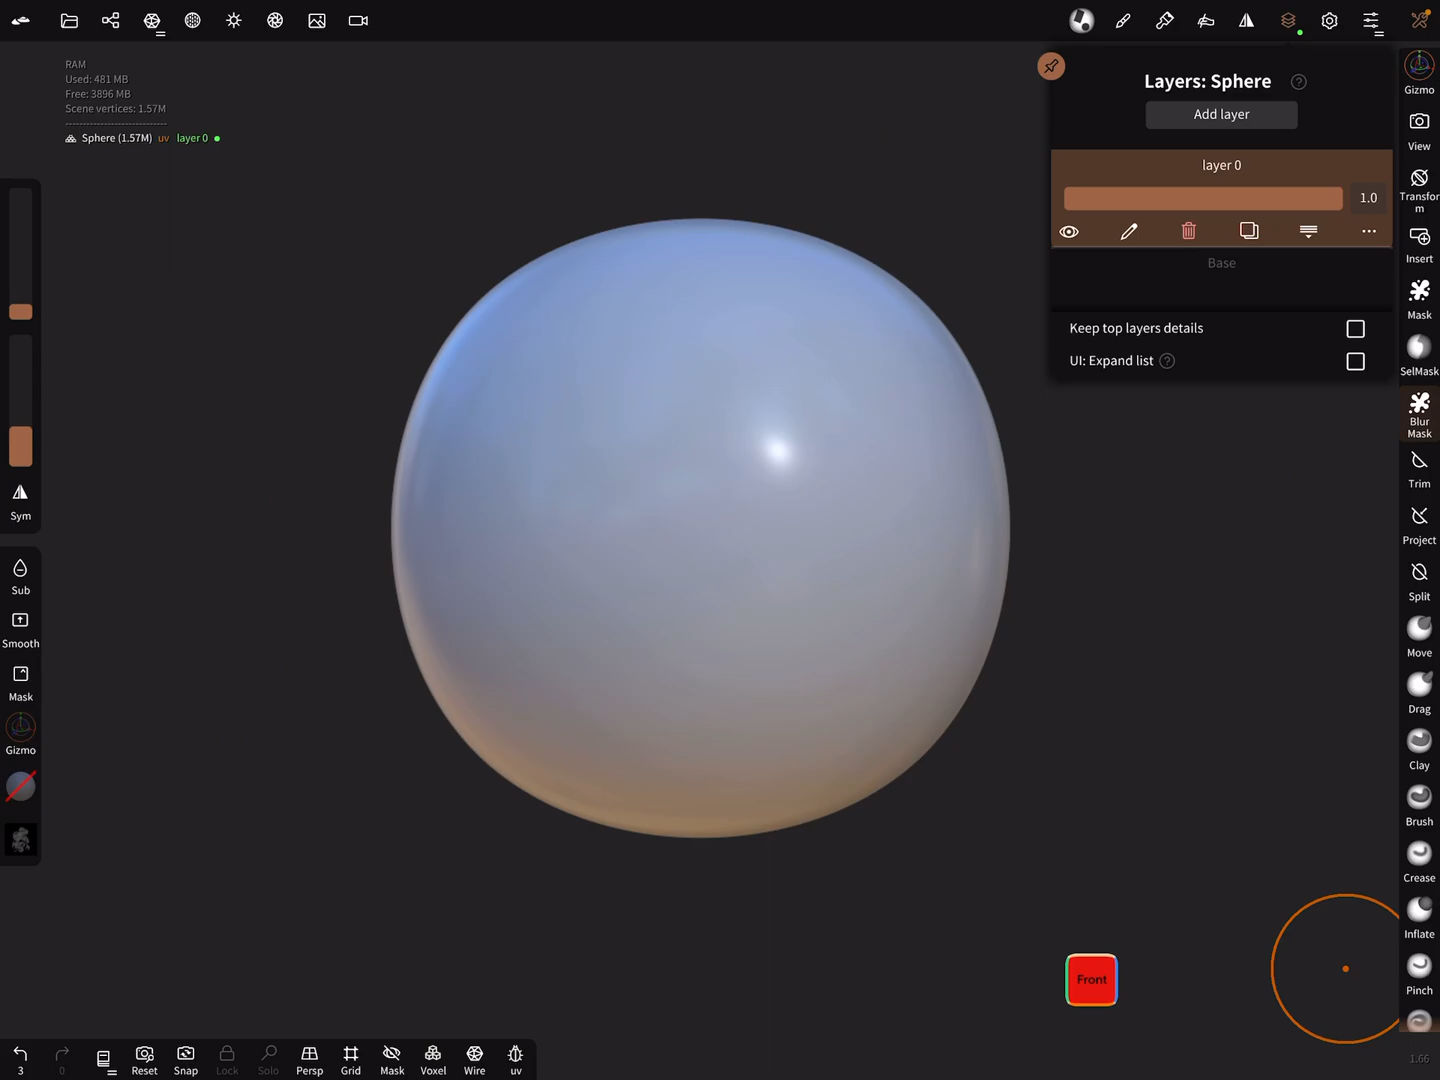 RAM
Used: 481 MB
Free: 3896 MB
Scene vertices: 1.57M
-------------------------
Sphere (1.57M) uv layer 0
Sym
Sub
Smooth
Mask
Gizmo
Layers: Sphere ?
Add layer
layer 0
1.0
Base
Keep top layers details
UI: Expand list ?
Gizmo
View
Transfor
m
Insert
Mask
SelMask
Blur
Mask
Trim
Project
Split
Move
Drag
Clay
Brush
Crease
Inflate
Pinch
Front
3
0
Reset
Snap
Lock
Solo
Persp
Grid
Mask
Voxel
Wire
uv
1.66